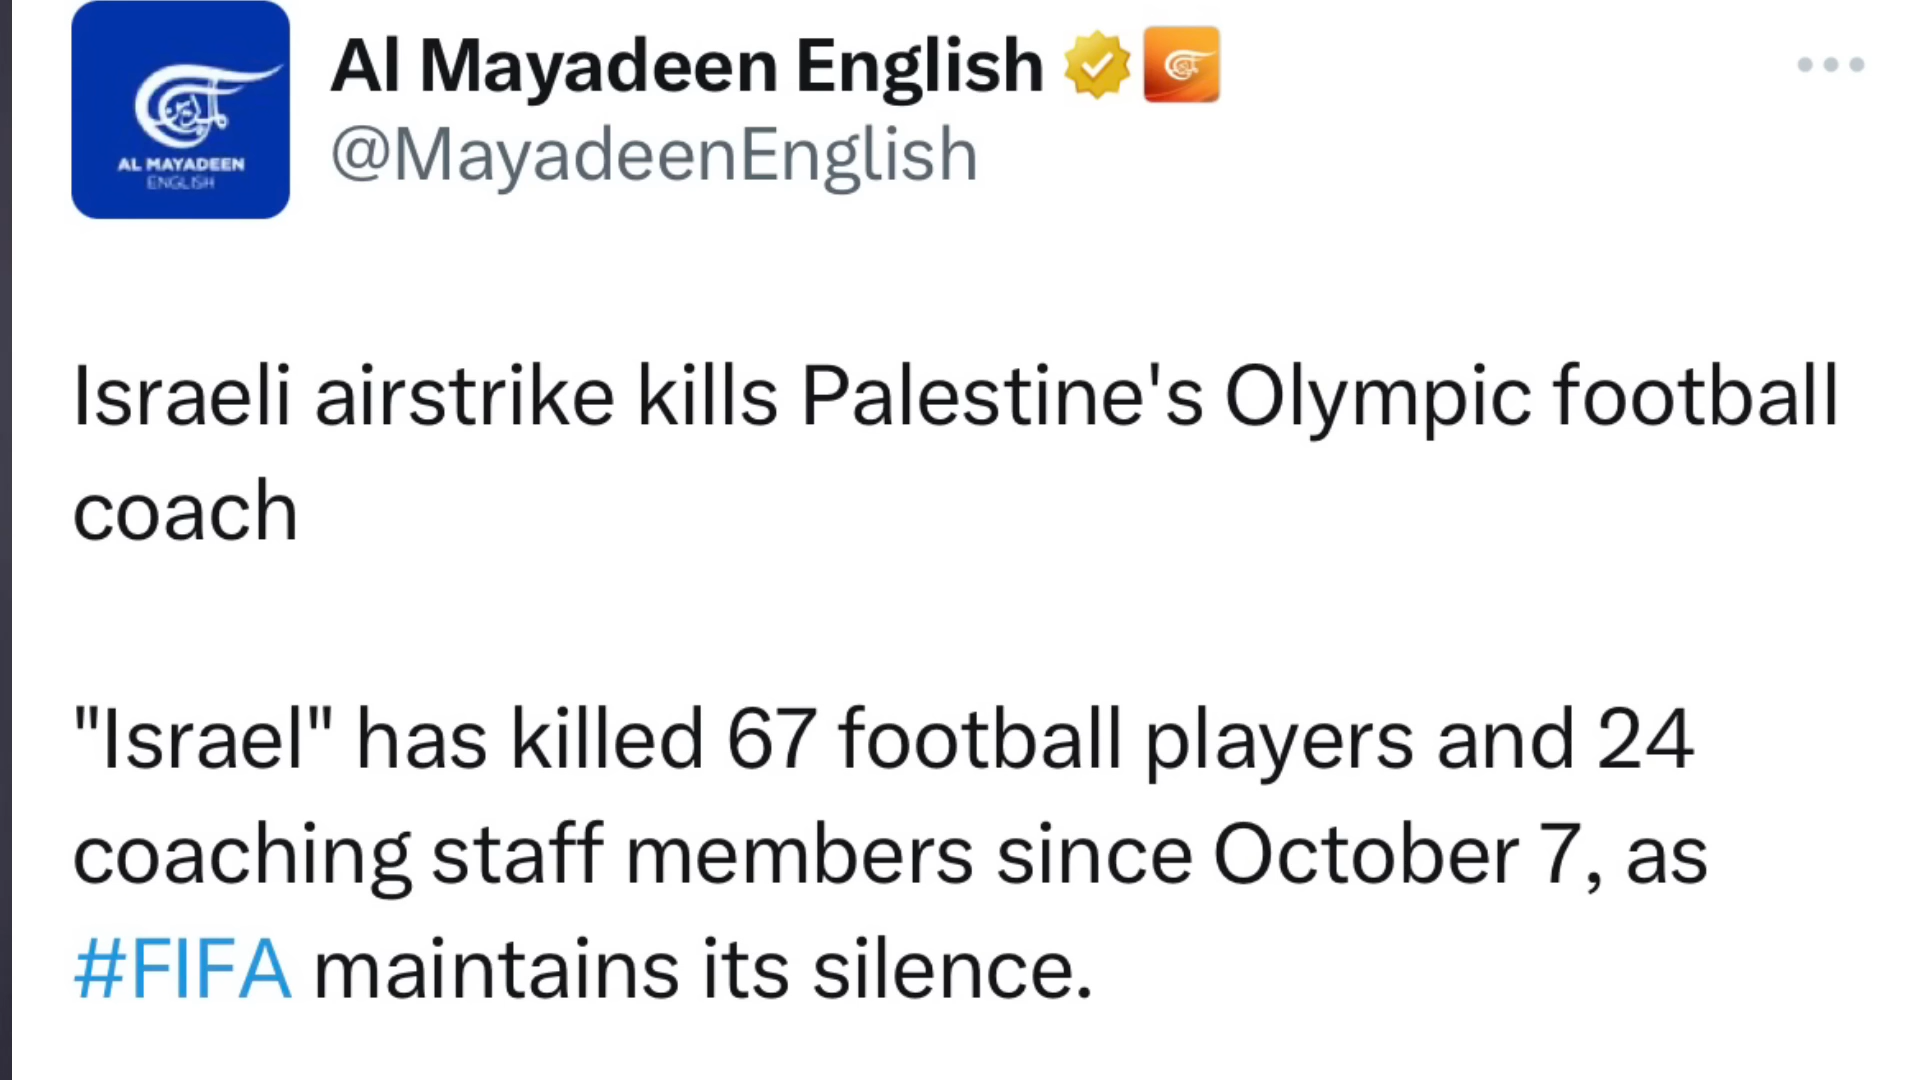 Al Mayadeen English
@MayadeenEnglish
AL MAYADEEN
ENGLISH
Israeli airstrike kills Palestine's Olympic football
coach
"Israel" has killed 67 football players and 24
coaching staff members since October 7, as
#FIFA maintains its silence.